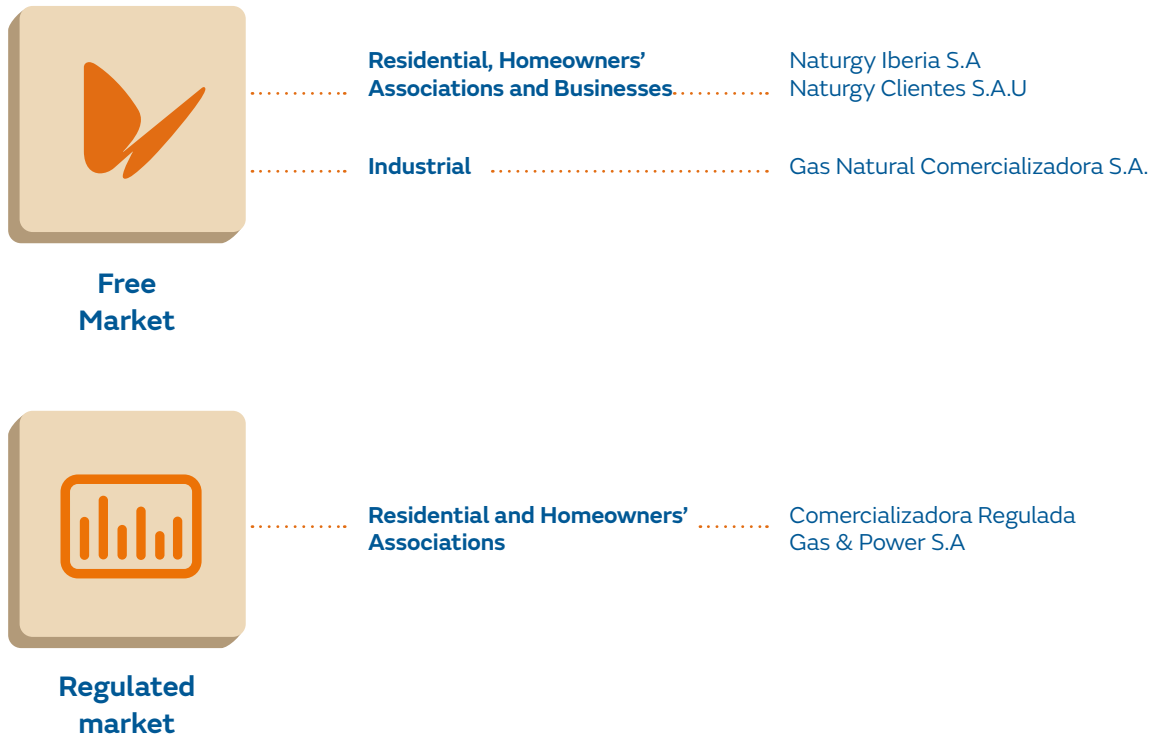 Residential, Homeowners’
Associations and Businesses
Naturgy Iberia S.A
Naturgy Clientes S.A.U
Industrial
Gas Natural Comercializadora S.A.
Free
Market
Residential and Homeowners’
Associations
Comercializadora Regulada
Gas & Power S.A
Regulated
market